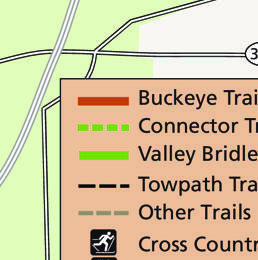 3
Buckeye Trai
Connector Tr
Valley Bridle
Towpath Tra
Other Trails
Cross Countr